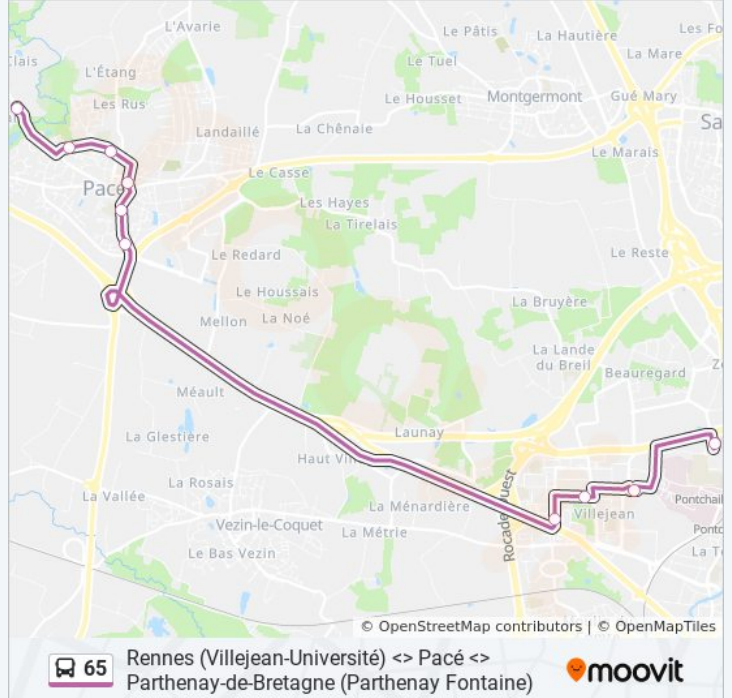 L'Avarie
Le Pâtis
La Hautière
Les Fo
clais
L'Étang
Le Tuel
La Mare
Les Rus
Le Housset
Montgermont
Gué Mary
Sa
Landaillé
La Chênaie
Le Marais
Pacé
Le Casse
Les Hayes
La Tirelais
Le Redard
Le Reste
Le Houssais
La Bruyère
Mellon
La Noé
La Lande
du Breil
Beauregard
Méault
La Glestière
Launay
Haut Vi
La Rosais
Rocade Ouest
La Vallée
La Ménardière
Pontchail
Villejean
Vezin-le-Coquet
La Métrie
Pontc
Le Bas Vezin
La T
© OpenStreetMap contributors | © OpenMapTiles
65
Rennes (Villejean-Université) <> Pacé <>
Parthenay-de-Bretagne (Parthenay Fontaine)
moovit